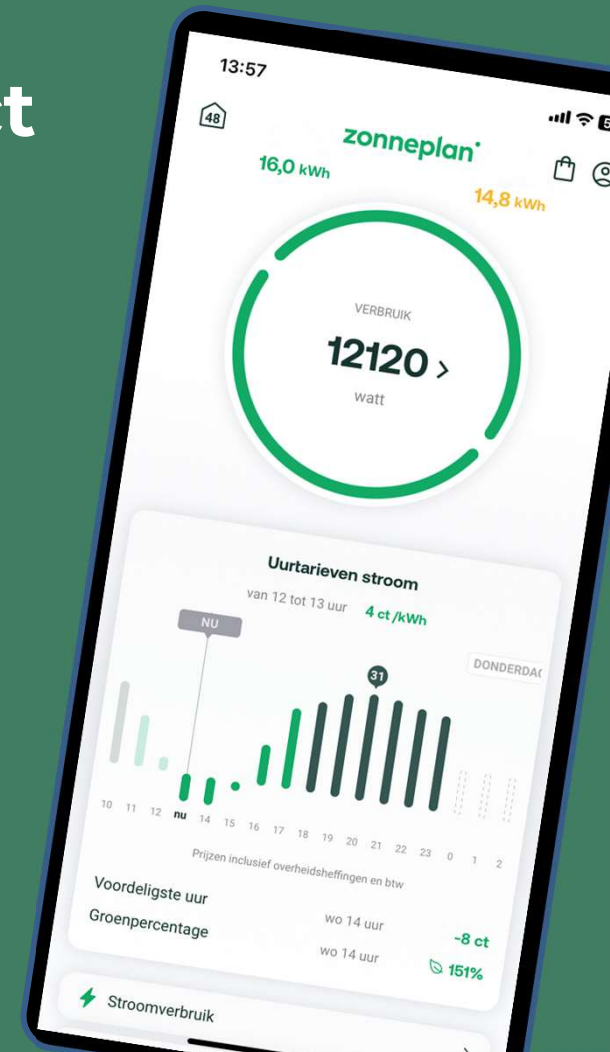 ct
13:57
48
zonneplan
16,0 kWh
14,8 kWh
VERBRUIK
12120 >
watt
Uurtarieven stroom
van 12 tot 13 uur 4 ct/kWh
NU
DONDERDAG
31
10 11 12 nu 14 15 16 17 18 19 20 21 22 23 0 1 2
Prijzen inclusief overheidsheffingen en btw
Voordeligste uur wo 14 uur -8 ct
Groenpercentage wo 14 uur 151%
Stroomverbruik